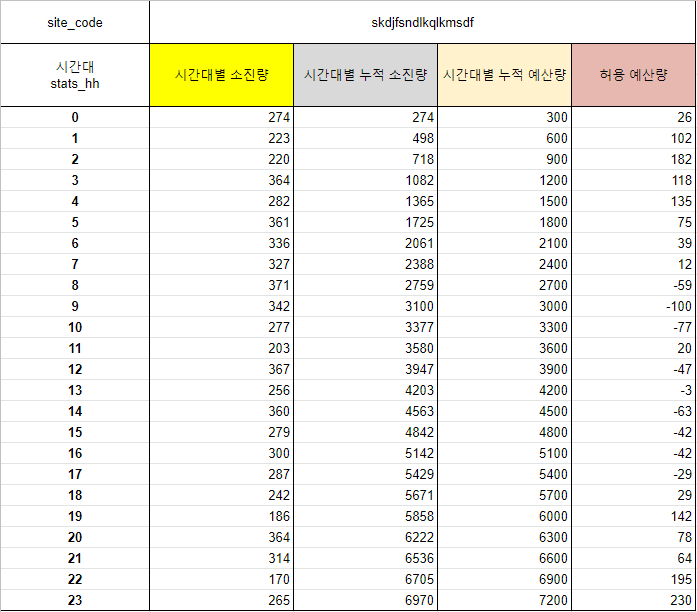 site_code skdjfsndlkqlkmsdf
시간대
stats_hh 시간대별 소진량 시간대별 누적 소진량 시간대별 누적 예산량 허용 예산량
0 274 274 300 26
1 223 498 600 102
2 220 718 900 182
3 364 1082 1200 118
4 282 1365 1500 135
5 361 1725 1800 75
6 336 2061 2100 39
7 327 2388 2400 12
8 371 2759 2700 -59
9 342 3100 3000 -100
10 277 3377 3300 -77
11 203 3580 3600 20
12 367 3947 3900 -47
13 256 4203 4200 -3
14 360 4563 4500 -63
15 279 4842 4800 -42
16 300 5142 5100 -42
17 287 5429 5400 -29
18 242 5671 5700 29
19 186 5858 6000 142
20 364 6222 6300 78
21 314 6536 6600 64
22 170 6705 6900 195
23 265 6970 7200 230